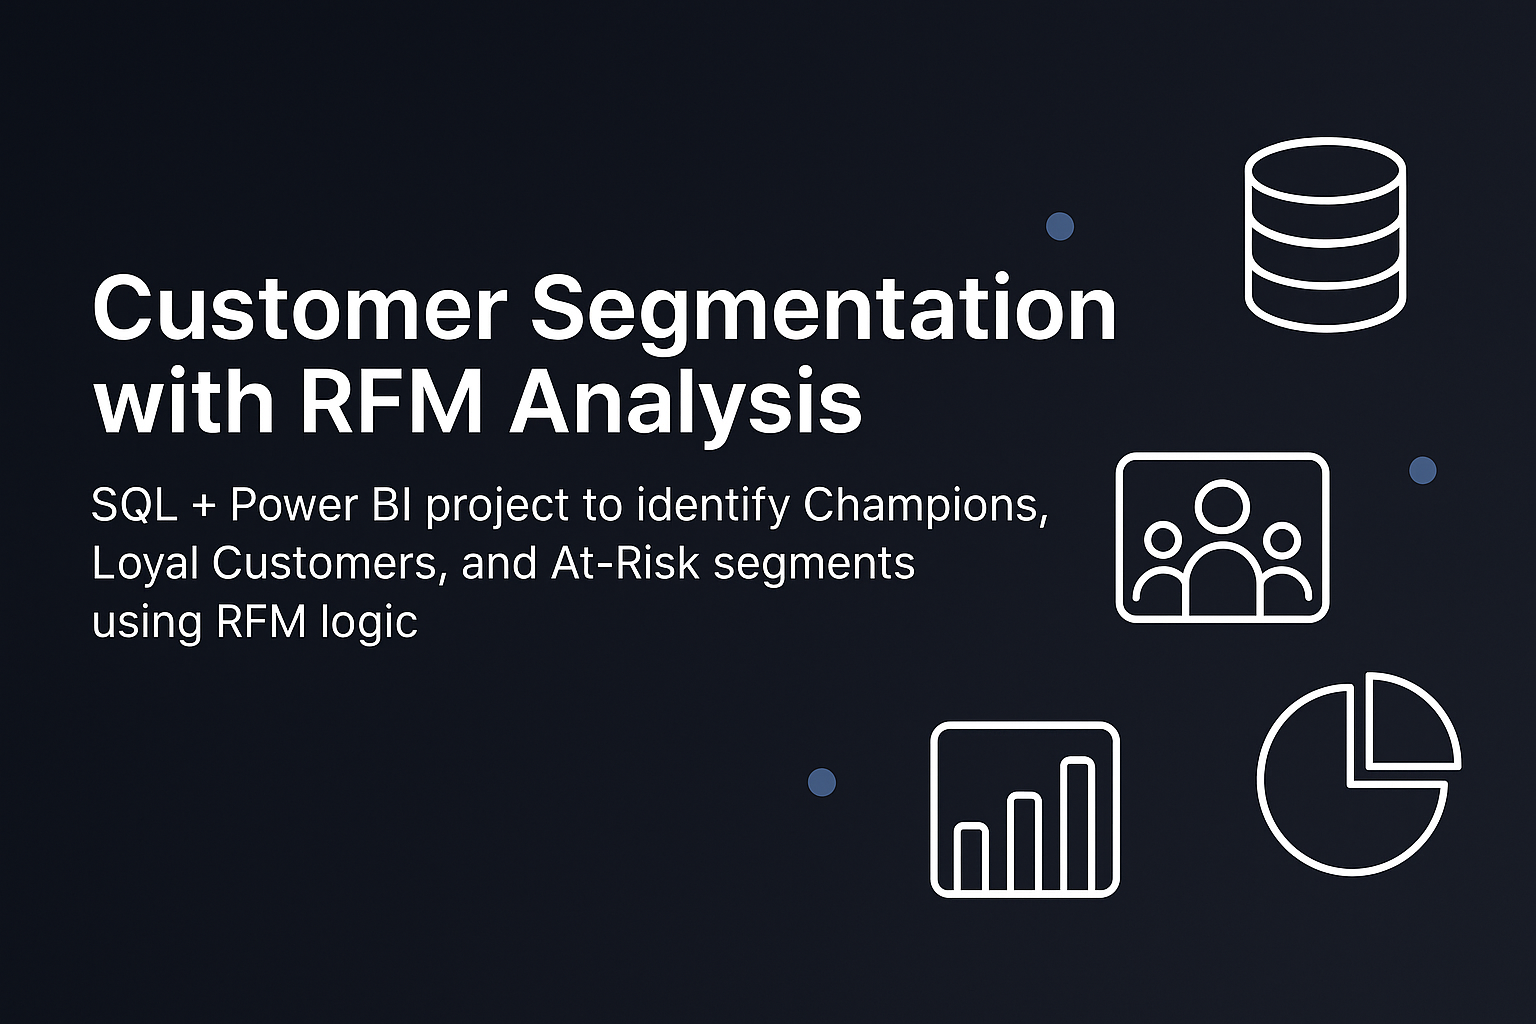 Customer Segmentation
with RFM Analysis
SQL + Power BI project to identify Champions,
Loyal Customers, and At-Risk segments
using RFM logic